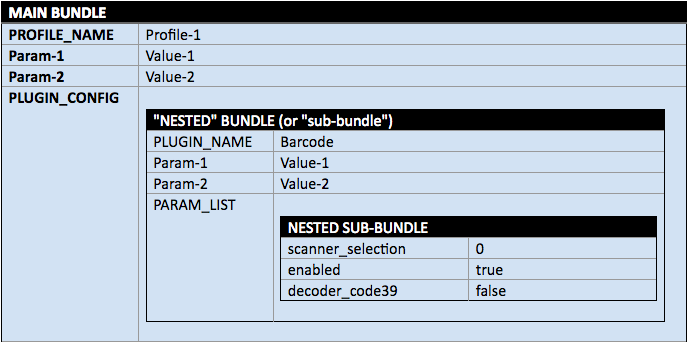 MAIN BUNDLE
PROFILE_NAME Profile-1
Param-1 Value-1
Param-2 Value-2
PLUGIN_CONFIG
"NESTED" BUNDLE (or "sub-bundle")
PLUGIN_NAME Barcode
Param-1 Value-1
Param-2 Value-2
PARAM_LIST
NESTED SUB-BUNDLE
scanner_selection 0
enabled true
decoder_code39 false